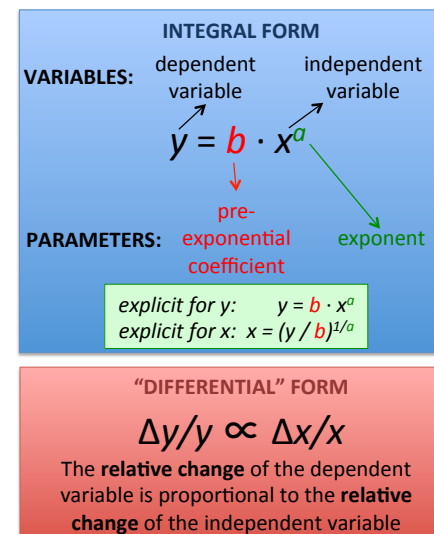 INTEGRAL FORM
VARIABLES: dependent variable independent variable
y = b · xᵃ
PARAMETERS: pre-exponential coefficient exponent
explicit for y: y = b · xᵃ
explicit for x: x = (y / b)¹/ᵃ
“DIFFERENTIAL” FORM
Δy/y ∝ Δx/x
The relative change of the dependent
variable is proportional to the relative
change of the independent variable